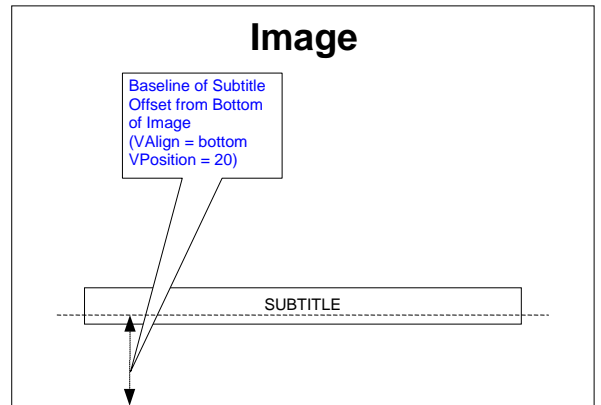 Image
Baseline of Subtitle
Offset from Bottom
of Image
(VAlign = bottom
VPosition = 20)
SUBTITLE